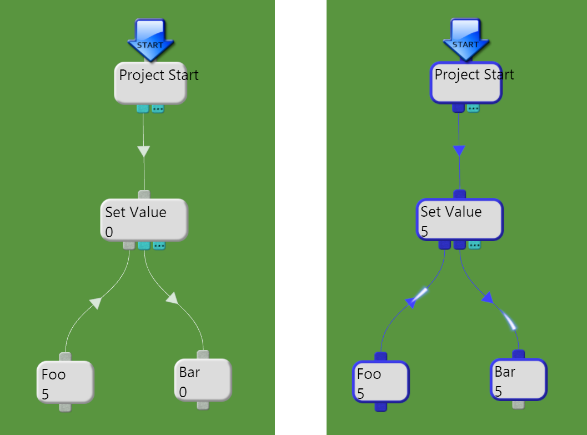 START
Project Start
Set Value
0
Foo
5
Bar
0
START
Project Start
Set Value
5
Foo
5
Bar
5